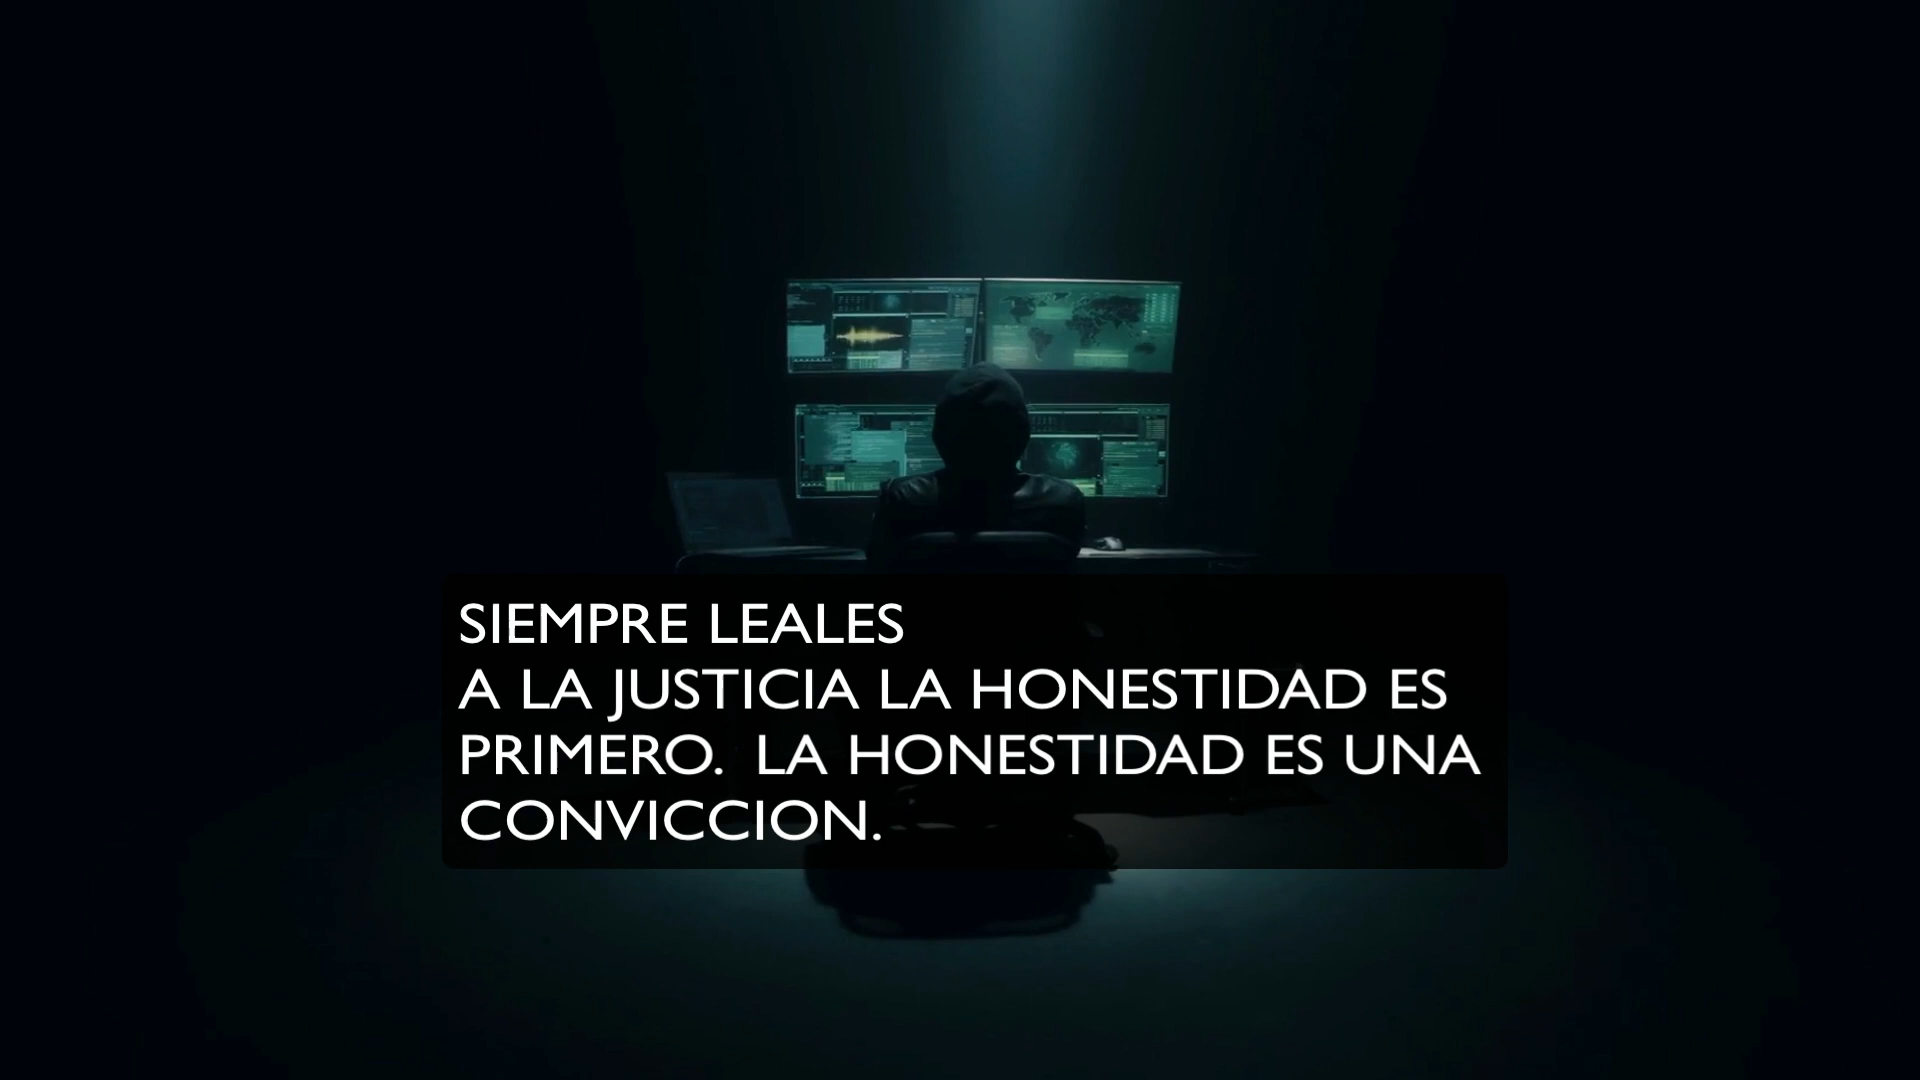 SIEMPRE LEALES
A LA JUSTICIA LA HONESTIDAD ES
PRIMERO.  LA HONESTIDAD ES UNA
CONVICCION.